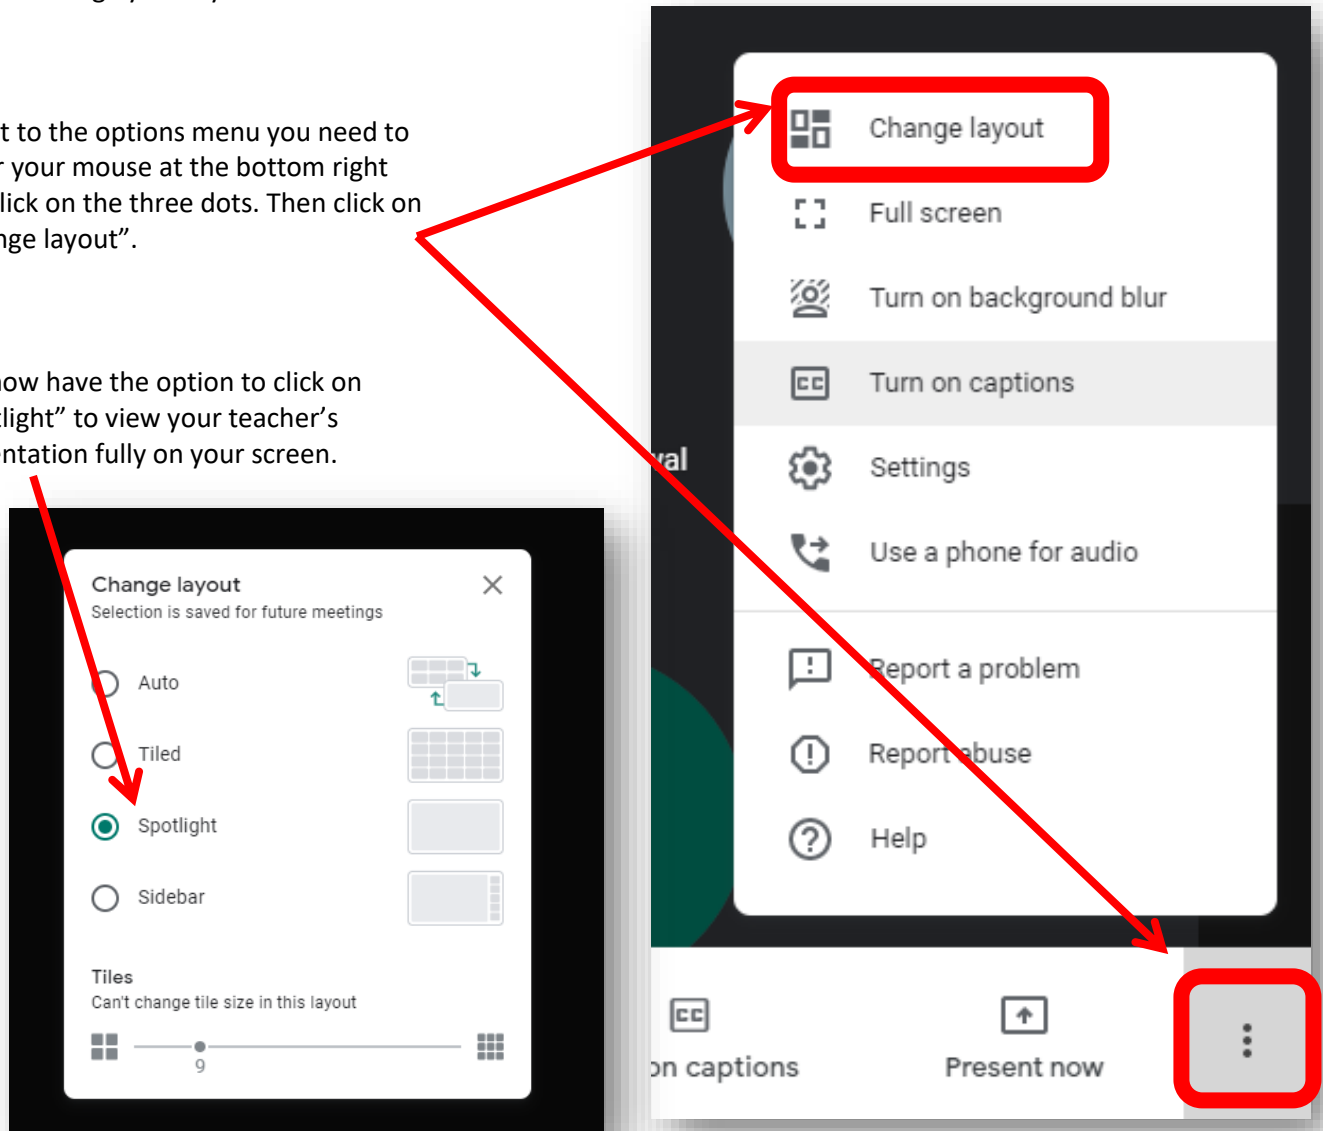 t to the options menu you need to
r your mouse at the bottom right
lick on the three dots. Then click on
nge layout”.
now have the option to click on
tlight” to view your teacher’s
entation fully on your screen.
Change layout
Selection is saved for future meetings
Auto
Tiled
Spotlight
Sidebar
Tiles
Can't change tile size in this layout
9
Change layout
Full screen
Turn on background blur
Turn on captions
Settings
Use a phone for audio
Report a problem
Report abuse
Help
val
on captions
Present now